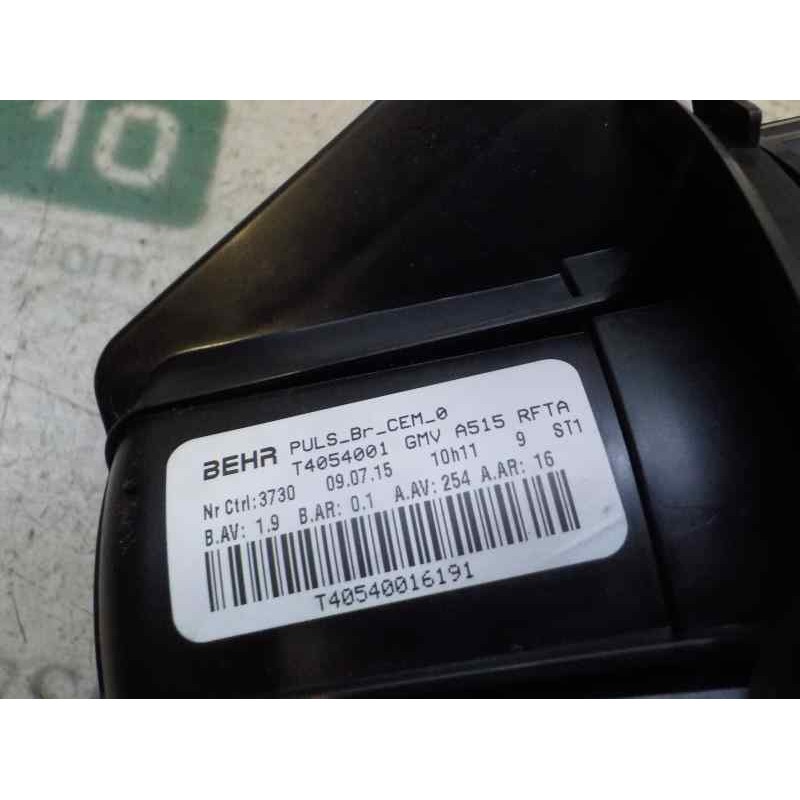 10
BEHR PULS_Br_CEM_0
T4054001 GMV A515 RFTA
Nr Ctrl:3730 09.07.15 10h11 9 ST1
B.AV: 1.9 B.AR: 0.1 A.AV: 254 A.AR: 16
T40540016191